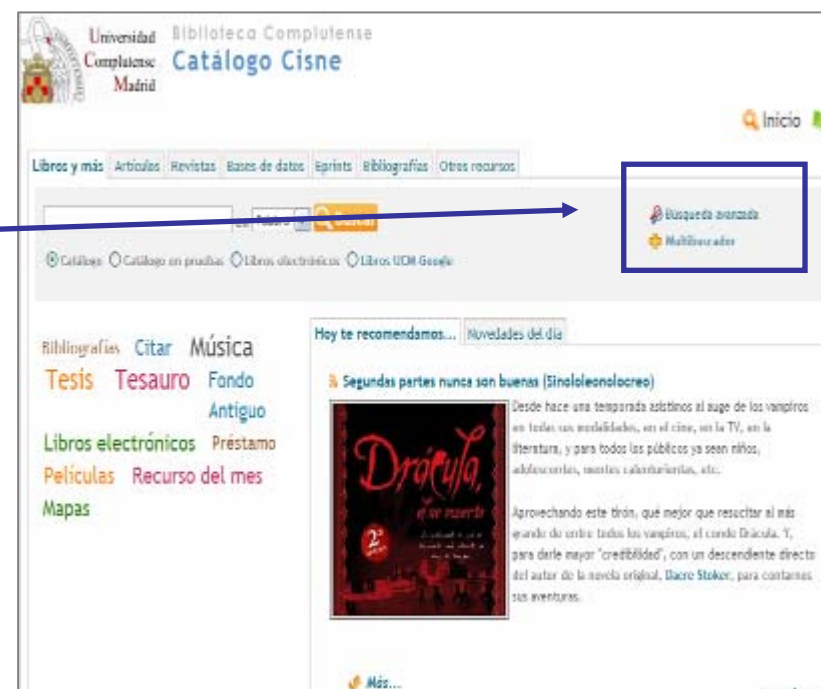 Universidad
Complutense
Madrid
Biblioteca Complutense
Catálogo Cisne
Inicio
Libros y más Artículos Revistas Bases de datos Eprints Bibliografías Otros recursos
Palabra Buscar
Búsqueda avanzada
Multibuscador
Catálogo Catálogo en pruebas Libros electrónicos Libros UCM Google
Bibliografías Citar Música
Tesis Tesauro Fondo
Antiguo
Libros electrónicos Préstamo
Películas Recurso del mes
Mapas
Hoy te recomendamos... Novedades del día
Segundas partes nunca son buenas (Sinololeonolocreo)
Drácula,
el no muerto
2ª
Desde hace una temporada asistimos al auge de los vampiros
en todas sus modalidades, en el cine, en la TV, en la
literatura, y para todos los públicos ya sean niños,
adolescentes, mentes calenturientas, etc.
Aprovechando este tirón, qué mejor que resucitar al más
grande de entre todos los vampiros, el conde Drácula. Y,
para darle mayor "credibilidad", con un descendiente directo
del autor de la novela original, Dacre Stoker, para contarnos
sus aventuras.
Más...